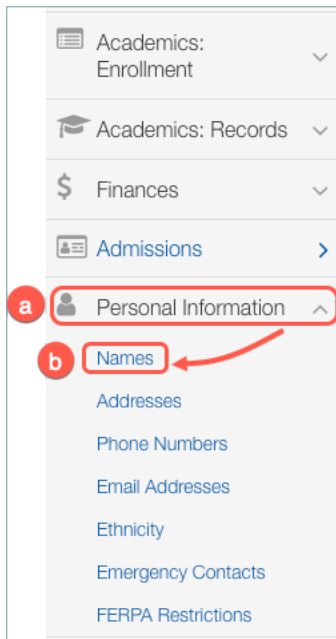 Academics:
Enrollment
Academics: Records
$ Finances
Admissions
a Personal Information
b Names
Addresses
Phone Numbers
Email Addresses
Ethnicity
Emergency Contacts
FERPA Restrictions